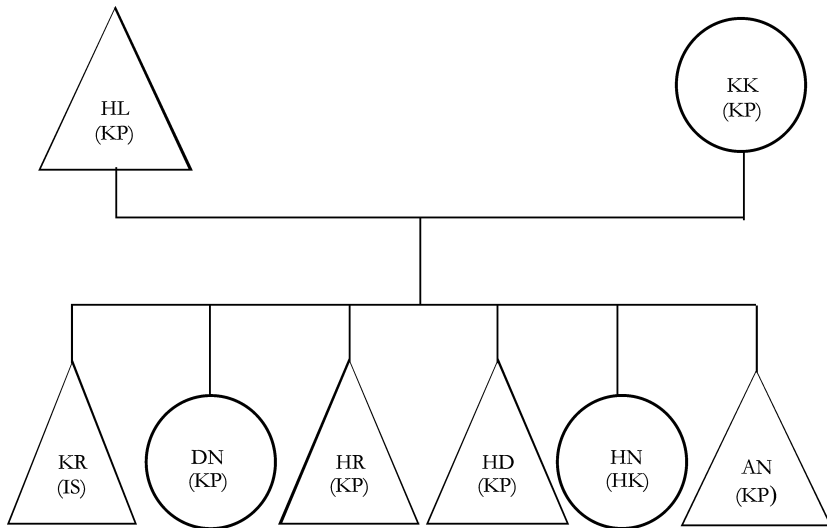 HL
(KP)
KK
(KP)
KR
(IS)
DN
(KP)
HR
(KP)
HD
(KP)
HN
(HK)
AN
(KP)